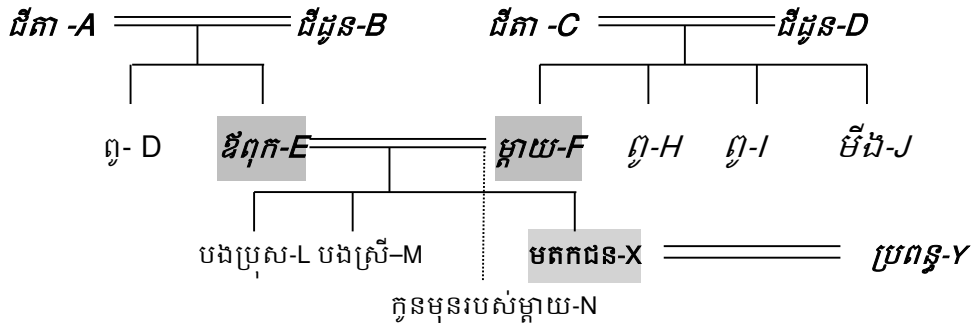 ជីតា -A ជីដូន-B ជីតា -C ជីដូន-D
ពូ- D ឪពុក-E ម្ដាយ-F ពូ-H ពូ-I មីង-J
បងប្រុស-L បងស្រី–M មតកជន-X ប្រពន្ធ-Y
កូនមុនរបស់ម្ដាយ-N